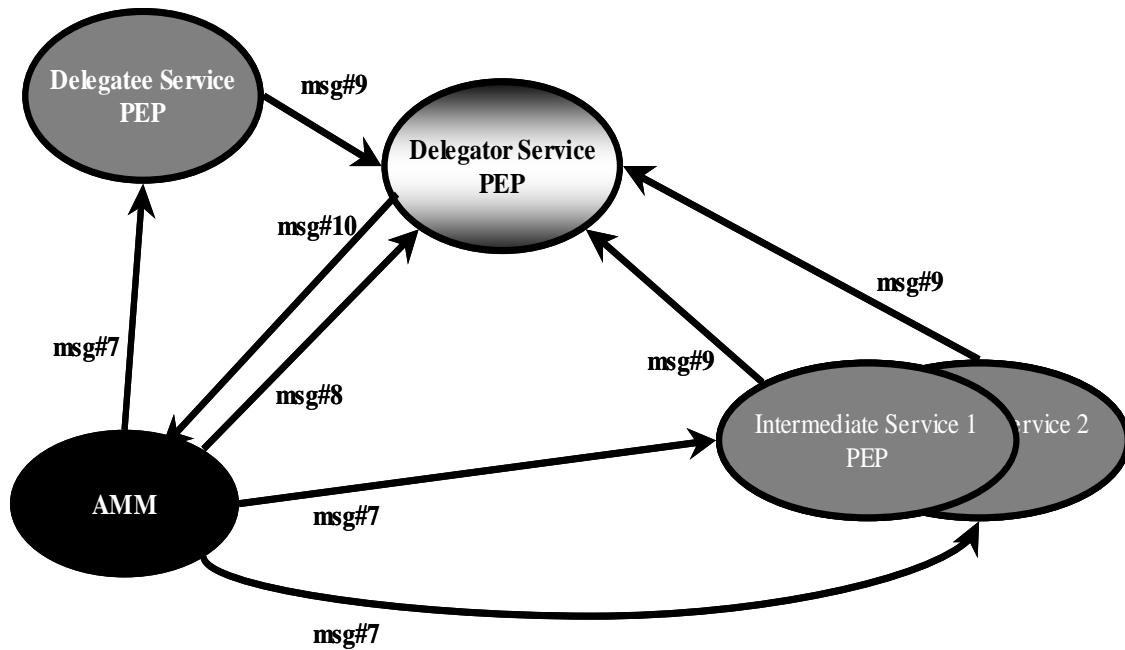 Delegatee Service
PEP
msg#9
Delegator Service
PEP
msg#10
msg#9
msg#7
msg#9
msg#8
Intermediate Service 1
PEP
ervice 2
AMM
msg#7
msg#7